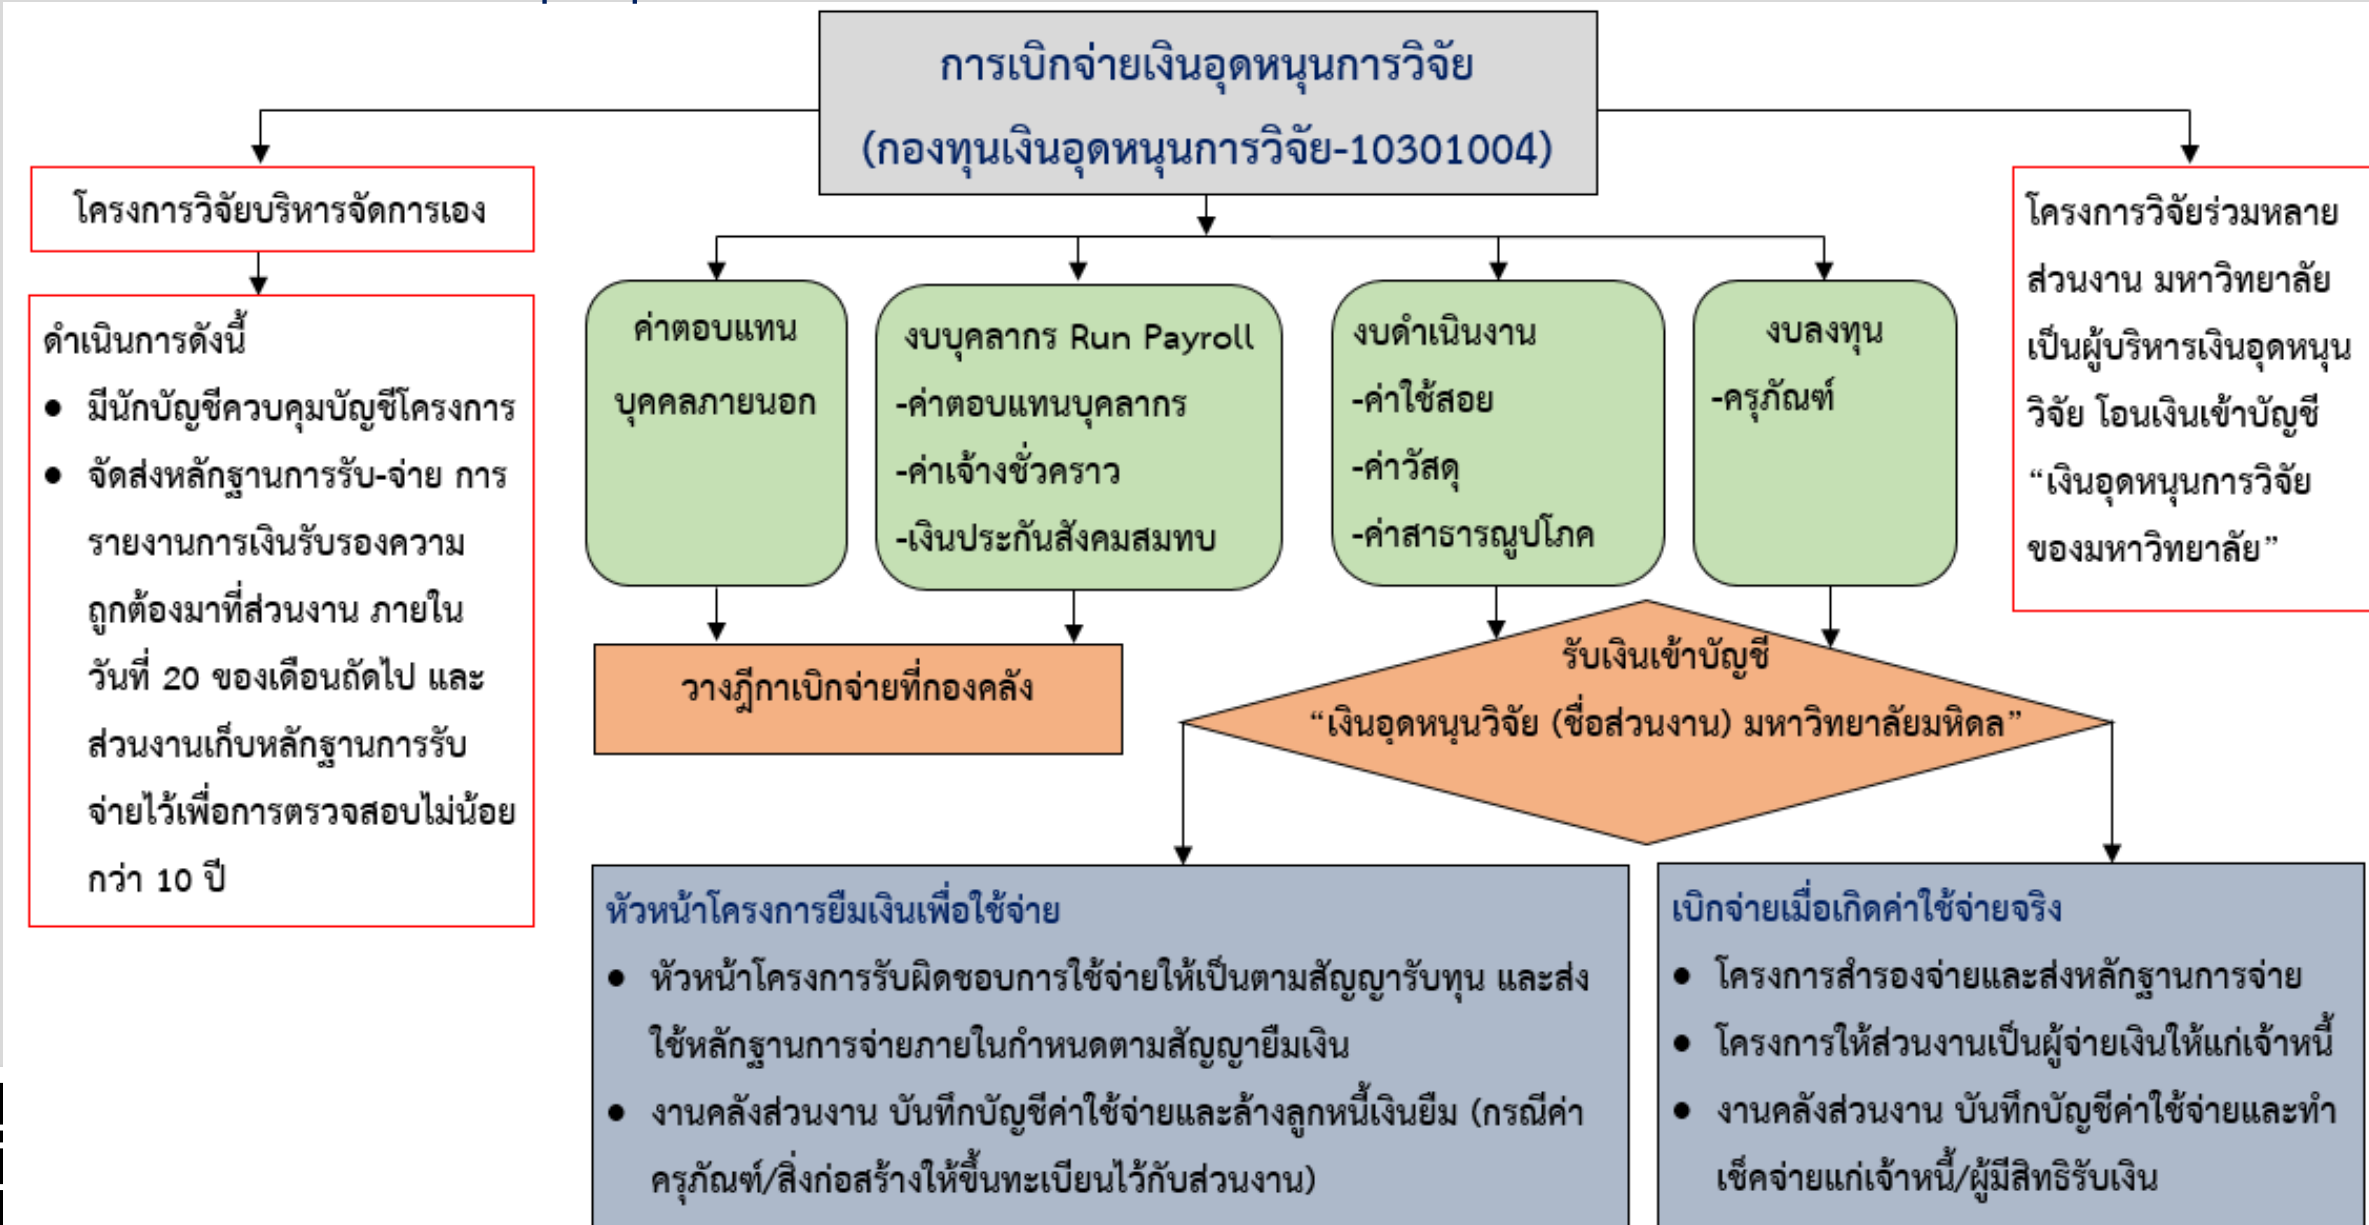 การเบิกจ่ายเงินอุดหนุนการวิจัย
(กองทุนเงินอุดหนุนการวิจัย-10301004)
โครงการวิจัยบริหารจัดการเอง
ดำเนินการดังนี้
● มีนักบัญชีควบคุมบัญชีโครงการ
● จัดส่งหลักฐานการรับ-จ่าย การ
รายงานการเงินรับรองความ
ถูกต้องมาที่ส่วนงาน ภายใน
วันที่ 20 ของเดือนถัดไป และ
ส่วนงานเก็บหลักฐานการรับ
จ่ายไว้เพื่อการตรวจสอบไม่น้อย
กว่า 10 ปี
ค่าตอบแทน
บุคคลภายนอก
งบบุคลากร Run Payroll
-ค่าตอบแทนบุคลากร
-ค่าเจ้างชั่วคราว
-เงินประกันสังคมสมทบ
งบดำเนินงาน
-ค่าใช้สอย
-ค่าวัสดุ
-ค่าสาธารณูปโภค
งบลงทุน
-ครุภัณฑ์
โครงการวิจัยร่วมหลาย
ส่วนงาน มหาวิทยาลัย
เป็นผู้บริหารเงินอุดหนุน
วิจัย โอนเงินเข้าบัญชี
“เงินอุดหนุนการวิจัย
ของมหาวิทยาลัย”
วางฎีกาเบิกจ่ายที่กองคลัง
รับเงินเข้าบัญชี
“เงินอุดหนุนวิจัย (ชื่อส่วนงาน) มหาวิทยาลัยมหิดล”
หัวหน้าโครงการยืมเงินเพื่อใช้จ่าย
● หัวหน้าโครงการรับผิดชอบการใช้จ่ายให้เป็นตามสัญญารับทุน และส่ง
ใช้หลักฐานการจ่ายภายในกำหนดตามสัญญายืมเงิน
● งานคลังส่วนงาน บันทึกบัญชีค่าใช้จ่ายและล้างลูกหนี้เงินยืม (กรณีค่า
ครุภัณฑ์/สิ่งก่อสร้างให้ขึ้นทะเบียนไว้กับส่วนงาน)
เบิกจ่ายเมื่อเกิดค่าใช้จ่ายจริง
● โครงการสำรองจ่ายและส่งหลักฐานการจ่าย
● โครงการให้ส่วนงานเป็นผู้จ่ายเงินให้แก่เจ้าหนี้
● งานคลังส่วนงาน บันทึกบัญชีค่าใช้จ่ายและทำ
เช็คจ่ายแก่เจ้าหนี้/ผู้มีสิทธิรับเงิน